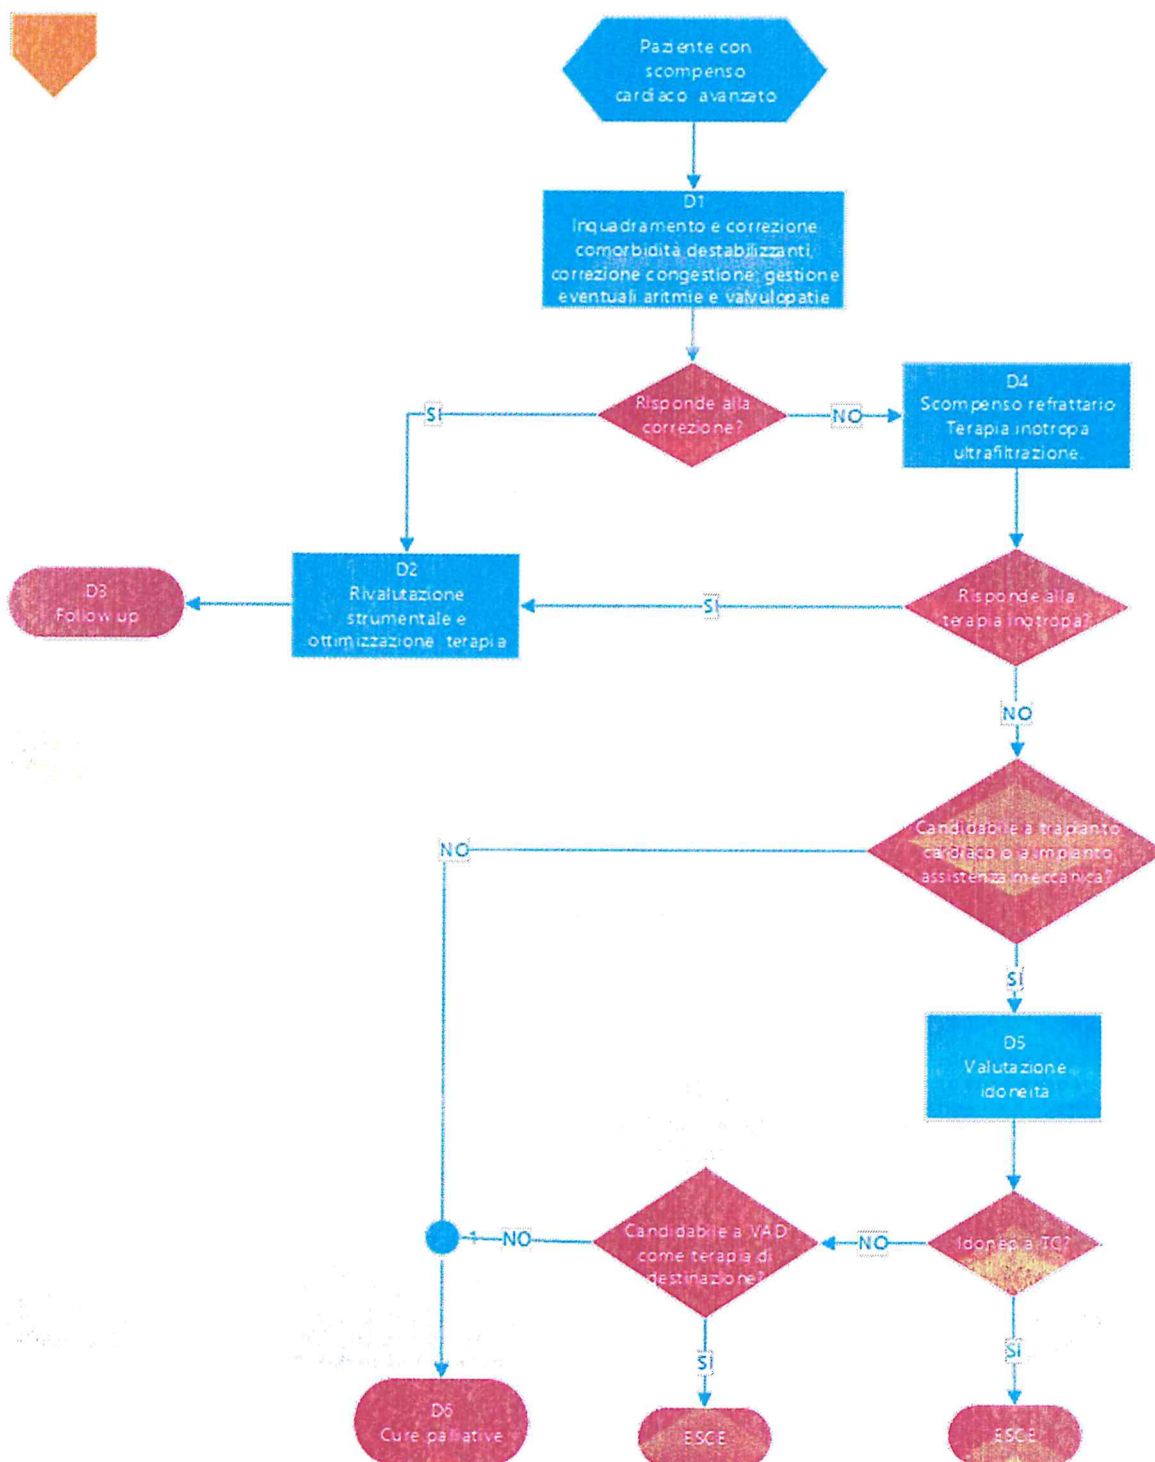 Paziente con
scompenso
cardiaco avanzato
D1
Inquadramento e correzione
comorbidità destabilizzanti,
correzione congestione, gestione
eventuali aritmie e valvulopatie
Risponde alla
correzione?
SI
NO
D4
Scompenso refrattario
Terapia inotropa
ultrafiltrazione.
D2
Rivalutazione
strumentale e
ottimizzazione terapia
D3
Follow up
SI
Risponde alla
terapia inotropa?
NO
Candidabile a trapianto
cardiaco o a impianto
assistenza meccanica?
NO
SI
D5
Valutazione
idoneita
Idoneo a TC?
NO
Candidabile a VAD
come terapia di
destinazione?
NO
1
SI
SI
D6
Cure palliative
ESCE
ESCE